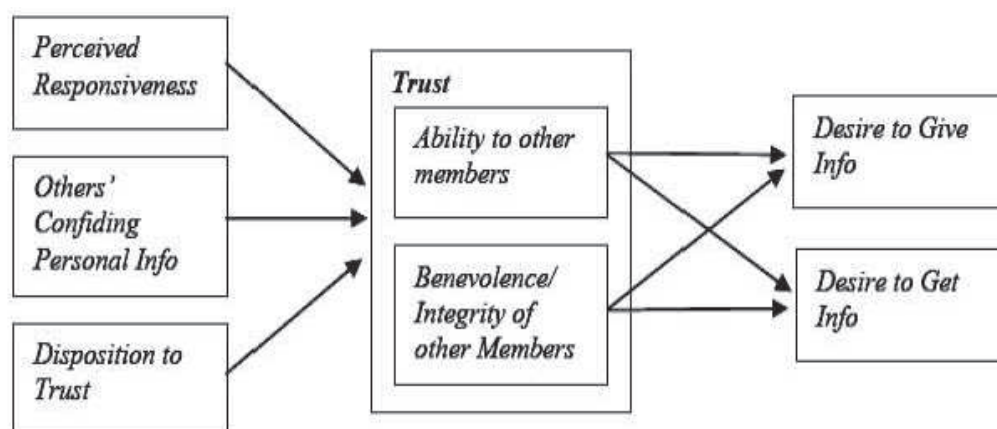 Perceived
Responsiveness
Others'
Confiding
Personal Info
Disposition to
Trust
Trust
Ability to other
members
Benevolence/
Integrity of
other Members
Desire to Give
Info
Desire to Get
Info